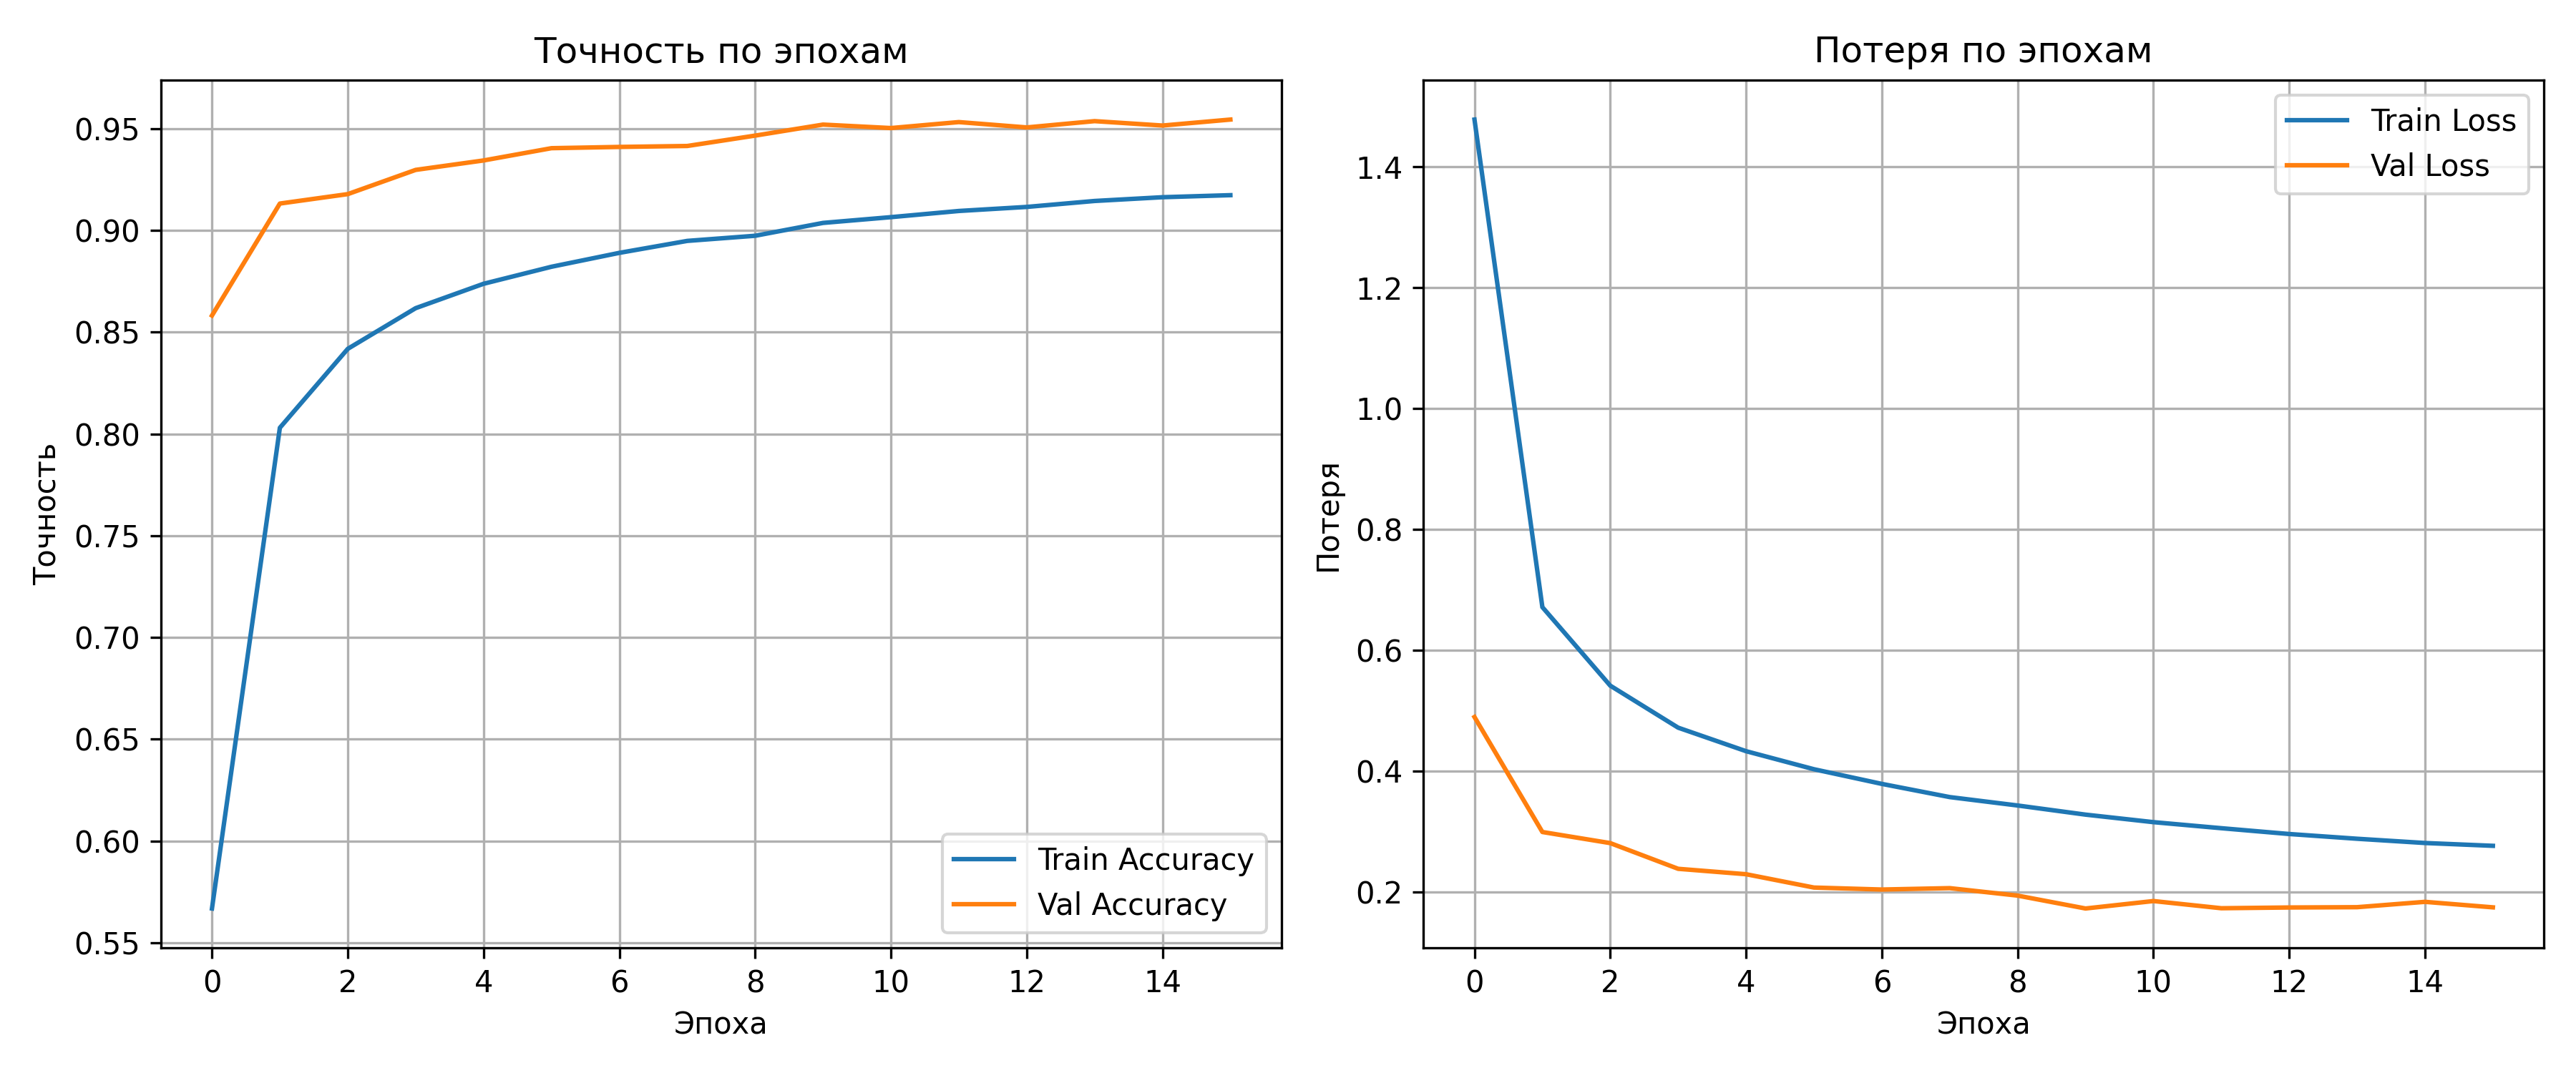 Точность по эпохам
Точность
0.95
0.90
0.85
0.80
0.75
0.70
0.65
0.60
0.55
0 2 4 6 8 10 12 14
Эпоха
Train Accuracy
Val Accuracy
Потеря по эпохам
Потеря
1.4
1.2
1.0
0.8
0.6
0.4
0.2
0 2 4 6 8 10 12 14
Эпоха
Train Loss
Val Loss